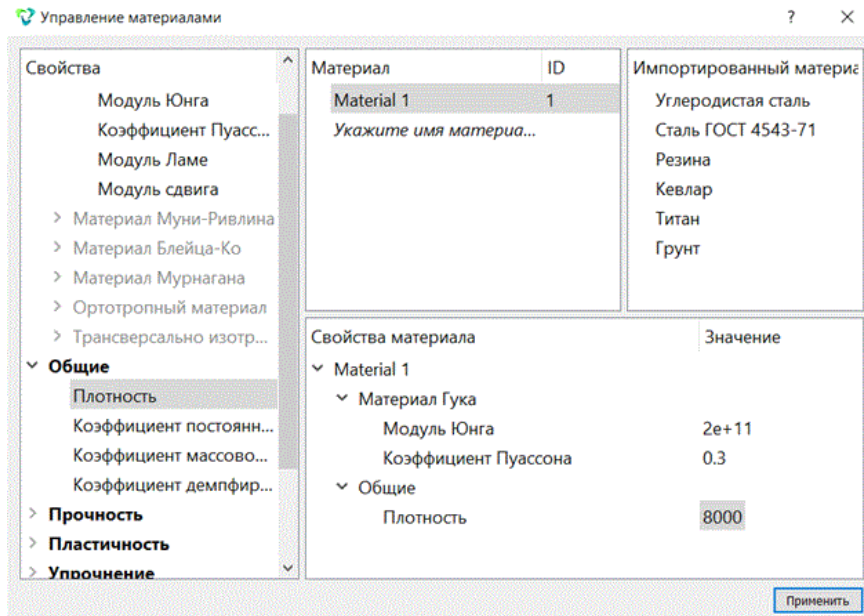 Управление материалами
?
Свойства
Модуль Юнга
Коэффициент Пуасс...
Модуль Ламе
Модуль сдвига
Материал Муни-Ривлина
Материал Блейца-Ко
Материал Мурнагана
Ортотропный материал
Трансверсально изотр...
Общие
Плотность
Коэффициент постоянн...
Коэффициент массово...
Коэффициент демпфир...
Прочность
Пластичность
Упрочнение
Материал ID
Material 1 1
Укажите имя материа...
Импортированный материа
Углеродистая сталь
Сталь ГОСТ 4543-71
Резина
Кевлар
Титан
Грунт
Свойства материала Значение
Material 1
Материал Гука
Модуль Юнга 2e+11
Коэффициент Пуассона 0.3
Общие
Плотность 8000
Применить